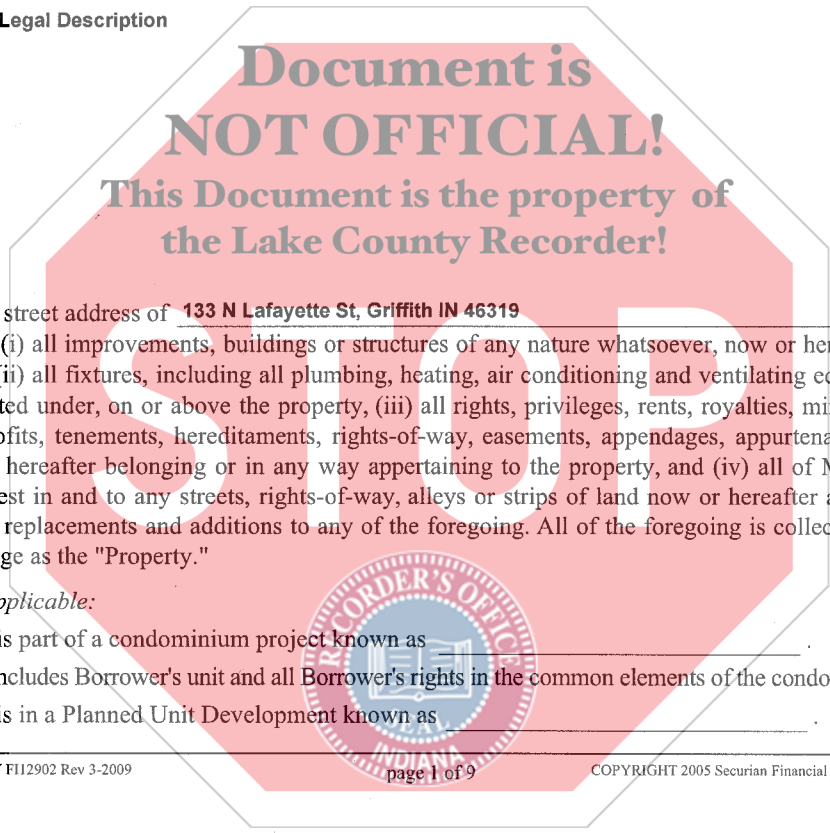 Legal Description
Document is
NOT OFFICIAL!
This Document is the property of
the Lake County Recorder!
street address of 133 N Lafayette St, Griffith IN 46319
(i) all improvements, buildings or structures of any nature whatsoever, now or her
ii) all fixtures, including all plumbing, heating, air conditioning and ventilating e
ted under, on or above the property, (iii) all rights, privileges, rents, royalties, mi
ofits, tenements, hereditaments, rights-of-way, easements, appendages, appurtena
hereafter belonging or in any way appertaining to the property, and (iv) all of M
est in and to any streets, rights-of-way, alleys or strips of land now or hereafter a
replacements and additions to any of the foregoing. All of the foregoing is collec
ge as the "Property."
pplicable:
is part of a condominium project known as .
ncludes Borrower's unit and all Borrower's rights in the common elements of the condo
is in a Planned Unit Development known as .
FI12902 Rev 3-2009 page 1 of 9 COPYRIGHT 2005 Securian Financial
STOP
RECORDER'S OFFICE
SEAL
INDIANA